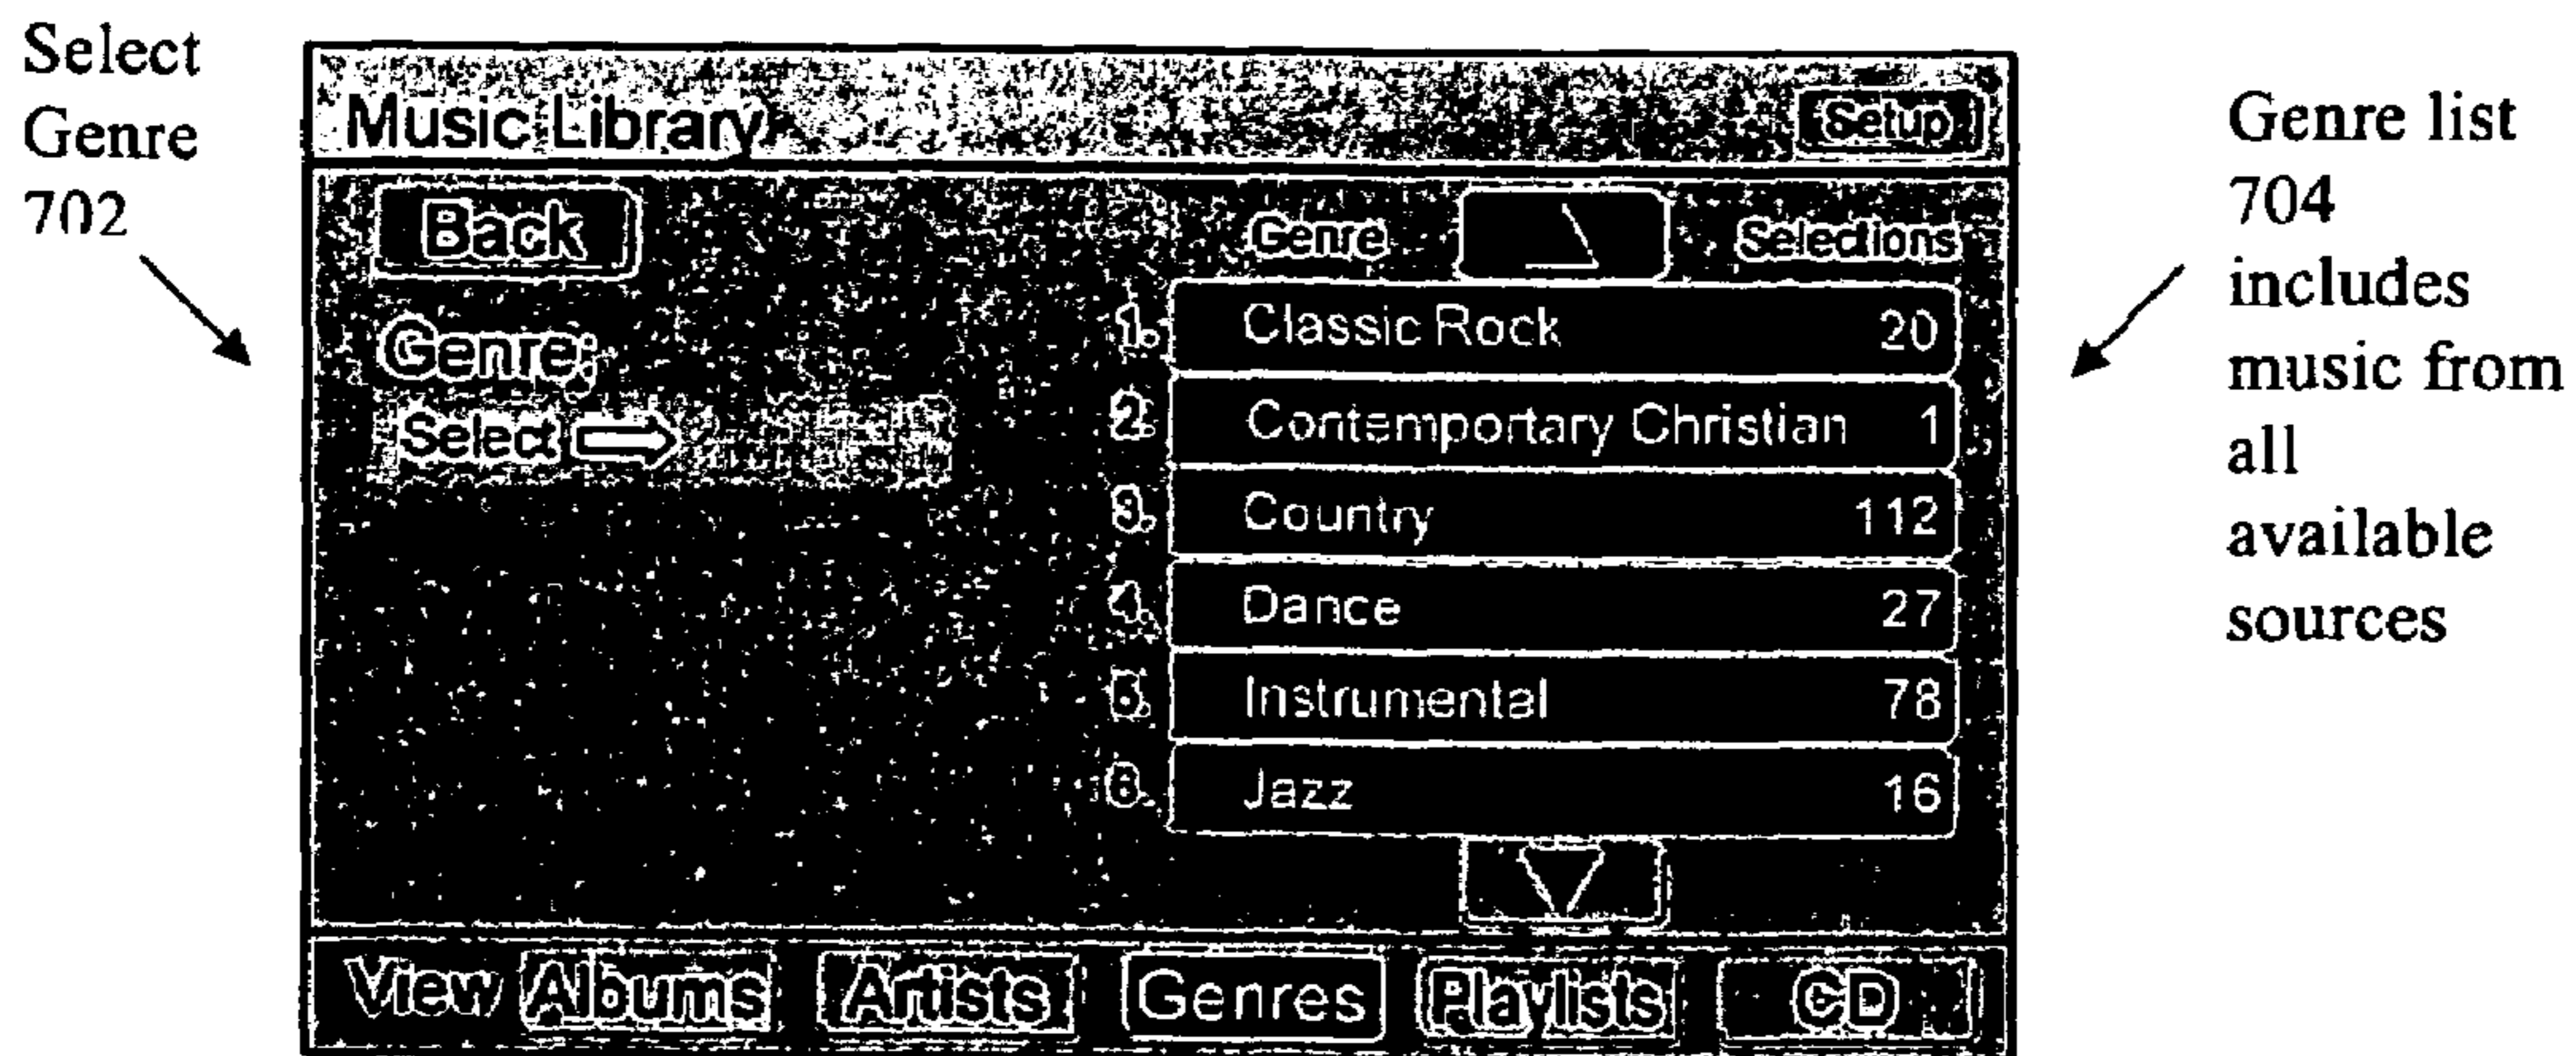 Select
Genre
702
Music Library
Setup
Back
Genre:
Select
Genre Selections
1. Classic Rock 20
2. Contemportary Christian 1
3. Country 112
4. Dance 27
5. Instrumental 78
6. Jazz 16
View Albums Artists Genres Playlists CD
Genre list
704
includes
music from
all
available
sources